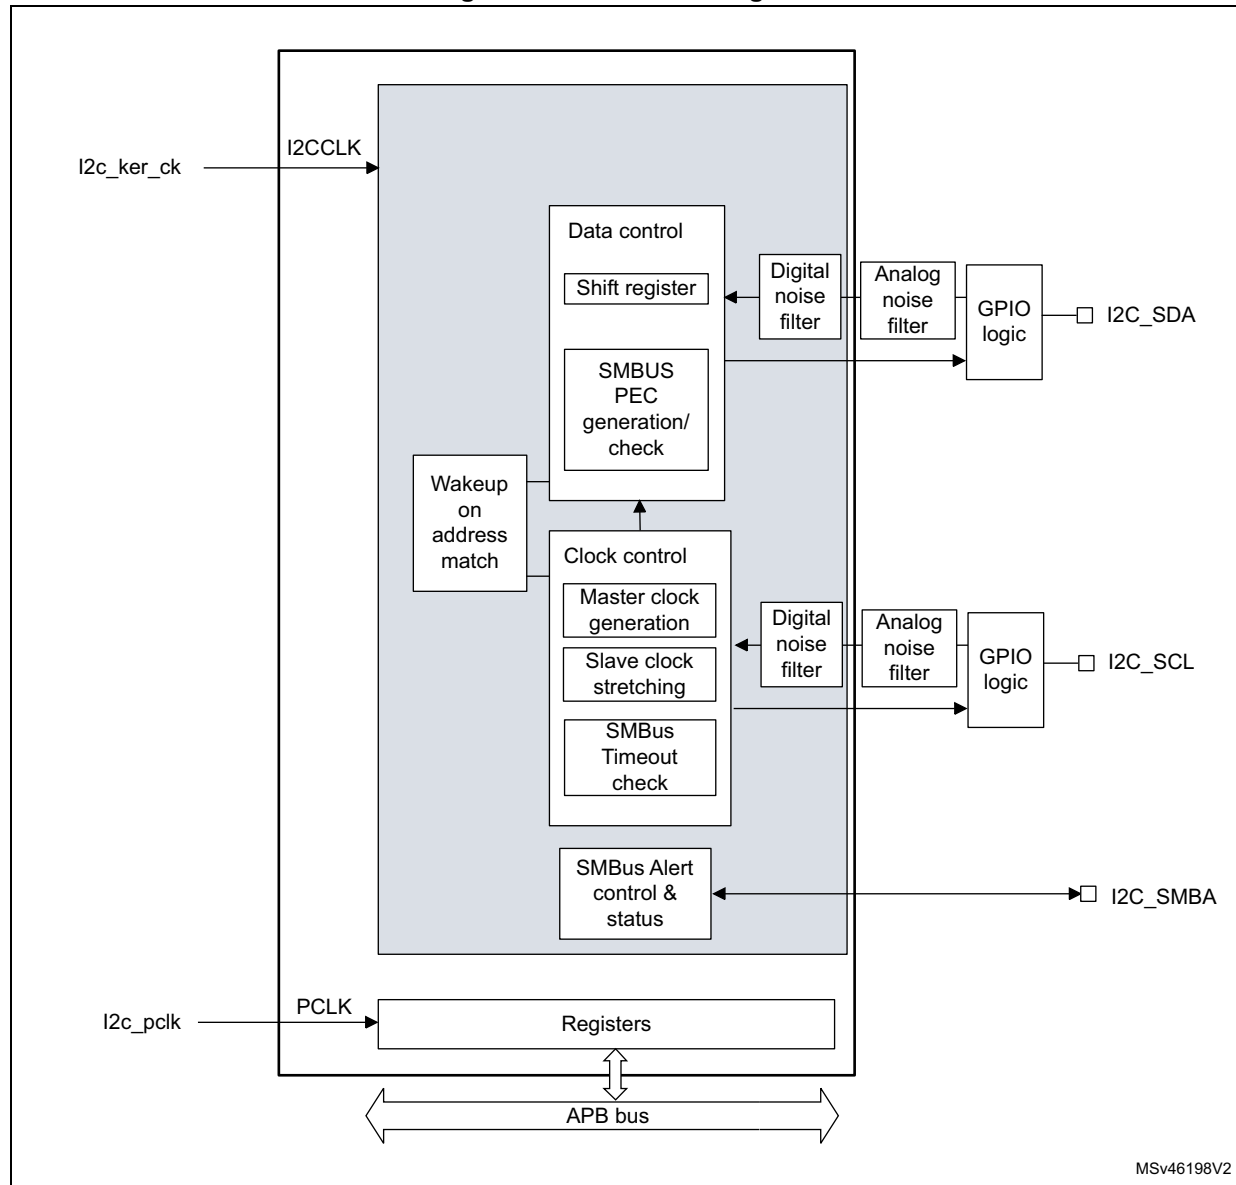 I2CCLK
I2c_ker_ck
Data control
Shift register
SMBUS
PEC
generation/
check
Digital
noise
filter
Analog
noise
filter
GPIO
logic
I2C_SDA
Wakeup
on
address
match
Clock control
Master clock
generation
Slave clock
stretching
SMBus
Timeout
check
Digital
noise
filter
Analog
noise
filter
GPIO
logic
I2C_SCL
SMBus Alert
control &
status
I2C_SMBA
PCLK
I2c_pclk
Registers
APB bus
MSv46198V2